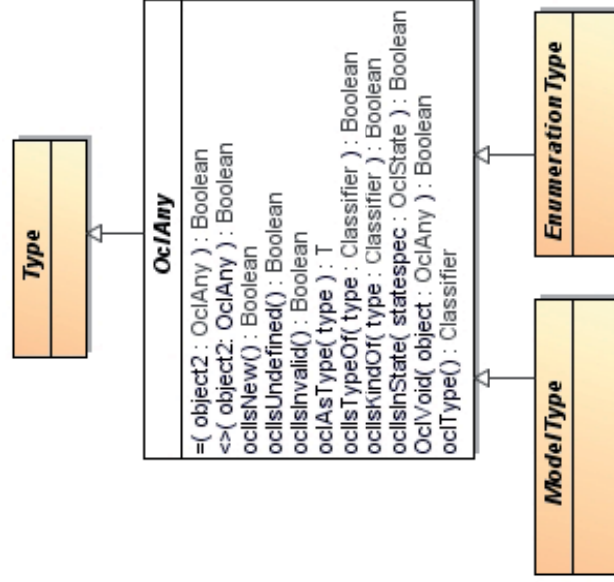 Type
OclAny
=( object2 : OclAny ) : Boolean
<>( object2: OclAny ) : Boolean
oclIsNew() : Boolean
oclIsUndefined() : Boolean
oclIsInvalid() : Boolean
oclAsType( type ) : T
oclIsTypeOf( type : Classifier ) : Boolean
oclIsKindOf( type : Classifier ) : Boolean
oclIsInState( statespec : OclState ) : Boolean
OclVoid( object : OclAny ) : Boolean
oclType() : Classifier
ModelType
EnumerationType